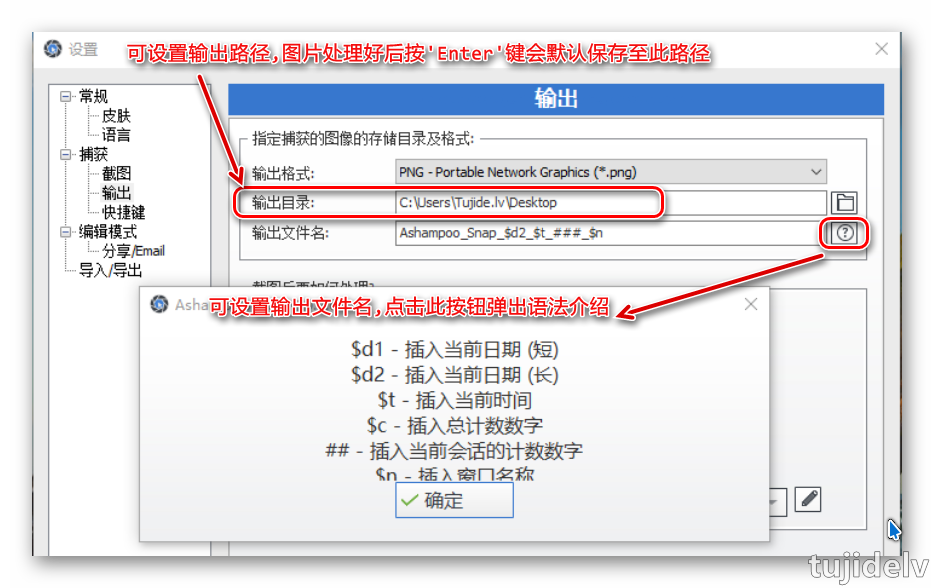 设置
可设置输出路径,图片处理好后按'Enter'键会默认保存至此路径
常规
皮肤
语言
捕获
截图
输出
快捷键
编辑模式
分享/Email
导入/导出
输出
指定捕获的图像的存储目录及格式:
输出格式: PNG - Portable Network Graphics (*.png)
输出目录: C:\Users\Tujide.lv\Desktop
输出文件名: Ashampoo_Snap_$d2_$t_###_$n
截图后要如何处理?
Asha
可设置输出文件名,点击此按钮弹出语法介绍
$d1 - 插入当前日期 (短)
$d2 - 插入当前日期 (长)
$t - 插入当前时间
$c - 插入总计数数字
## - 插入当前会话的计数数字
$n - 插入窗口名称
确定
tujidelv